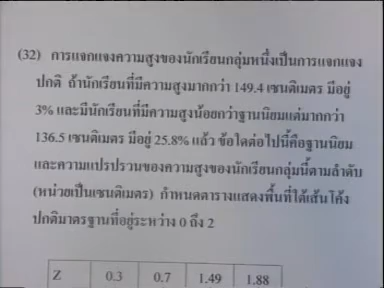 (32) การแจกแจงความสูงของนักเรียนกลุ่มหนึ่งเป็นการแจกแจง
ปกติ ถ้านักเรียนที่มีความสูงมากกว่า 149.4 เซนติเมตร มีอยู่
3% และมีนักเรียนที่มีความสูงน้อยกว่าฐานนิยมแต่มากกว่า
136.5 เซนติเมตร มีอยู่ 25.8% แล้ว ข้อใดต่อไปนี้คือฐานนิยม
และความแปรปรวนของความสูงของนักเรียนกลุ่มนี้ตามลำดับ
(หน่วยเป็นเซนติเมตร) กำหนดตารางแสดงพื้นที่ใต้เส้นโค้ง
ปกติมาตรฐานที่อยู่ระหว่าง 0 ถึง 2
Z 0.3 0.7 1.49 1.88